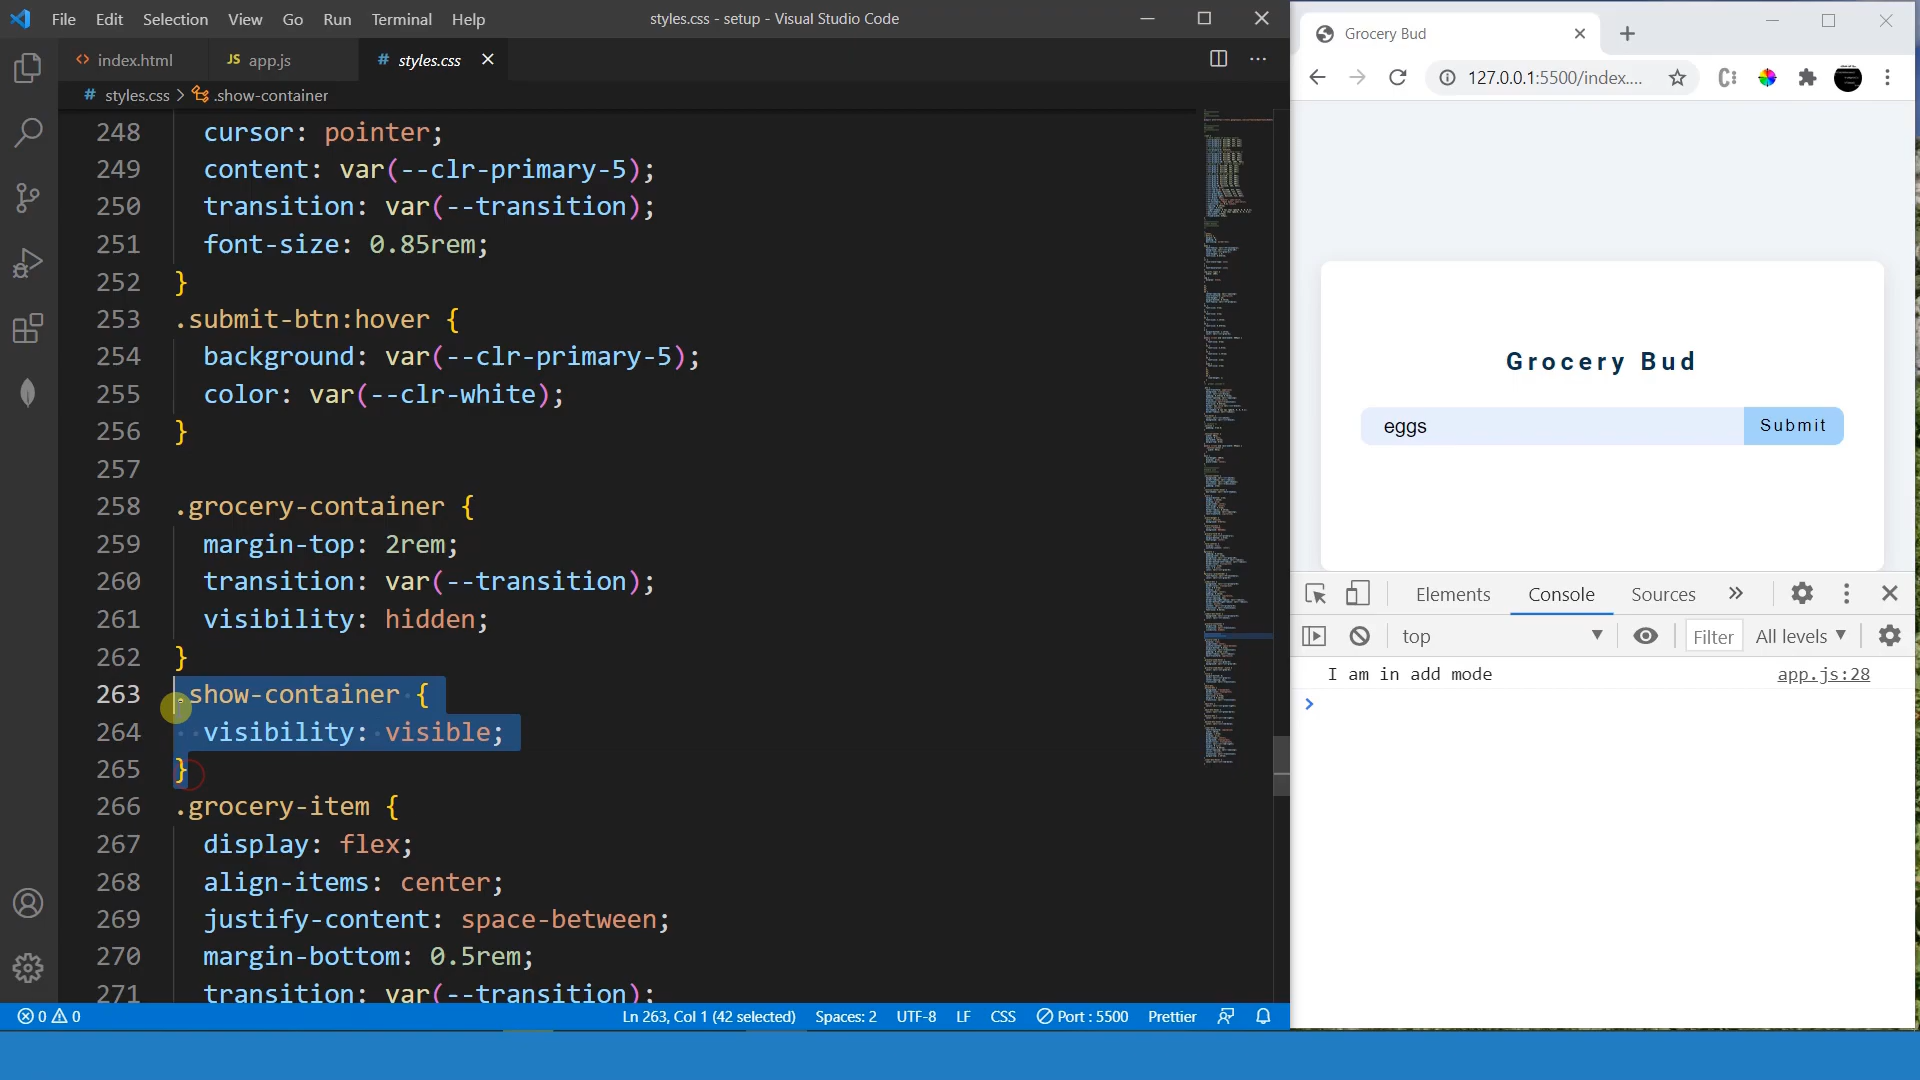 File Edit Selection View Go Run Terminal Help
styles.css - setup - Visual Studio Code
<> index.html
JS app.js
# styles.css
# styles.css > .show-container
248 cursor: pointer;
249 content: var(--clr-primary-5);
250 transition: var(--transition);
251 font-size: 0.85rem;
252 }
253 .submit-btn:hover {
254 background: var(--clr-primary-5);
255 color: var(--clr-white);
256 }
257
258 .grocery-container {
259 margin-top: 2rem;
260 transition: var(--transition);
261 visibility: hidden;
262 }
263 .show-container {
264 visibility: visible;
265 }
266 .grocery-item {
267 display: flex;
268 align-items: center;
269 justify-content: space-between;
270 margin-bottom: 0.5rem;
271 transition: var(--transition);
0 0
Ln 263, Col 1 (42 selected) Spaces: 2 UTF-8 LF CSS Port : 5500 Prettier
Grocery Bud
127.0.0.1:5500/index....
Grocery Bud
eggs
Submit
Elements Console Sources »
top
Filter
All levels
I am in add mode app.js:28
>